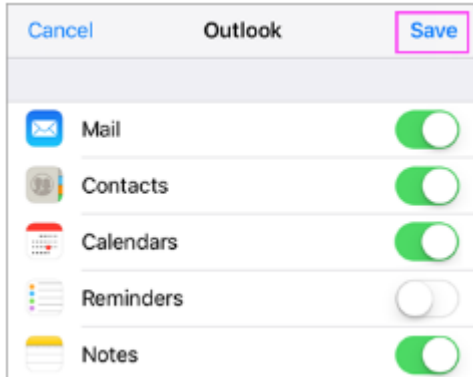 Cancel Outlook Save
Mail
Contacts
Calendars
Reminders
Notes